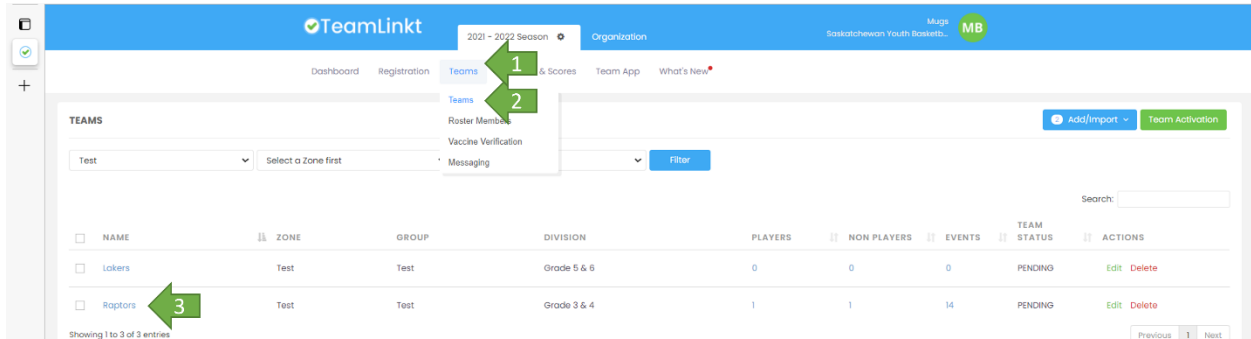 TeamLinkt
2021 - 2022 Season
Organization
Mugs
Saskatchewan Youth Basketb...
MB
Dashboard Registration Teams & Scores Team App What's New
1
Teams
2
Roster Members
Vaccine Verification
Messaging
TEAMS
2 Add/Import Team Activation
Test Select a Zone first Filter
Search:
NAME ZONE GROUP DIVISION PLAYERS NON PLAYERS EVENTS TEAM STATUS ACTIONS
Lakers Test Test Grade 5 & 6 0 0 0 PENDING Edit Delete
Raptors 3 Test Test Grade 3 & 4 1 1 14 PENDING Edit Delete
Showing 1 to 3 of 3 entries
Previous 1 Next